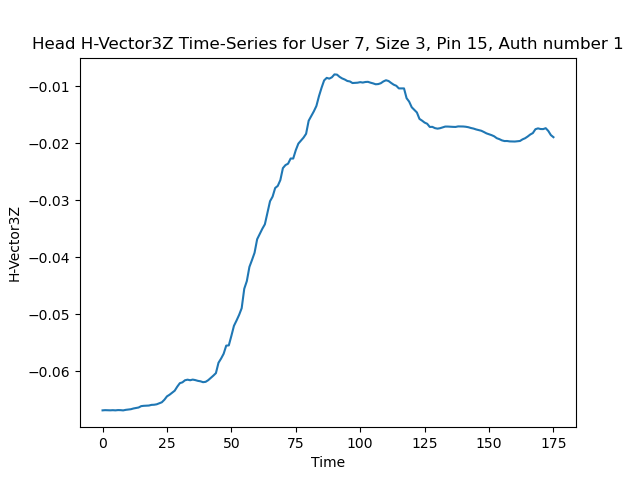 Head H-Vector3Z Time-Series for User 7, Size 3, Pin 15, Auth number 1
−0.01
−0.02
−0.03
−0.04
−0.05
−0.06
H-Vector3Z
0 25 50 75 100 125 150 175
Time